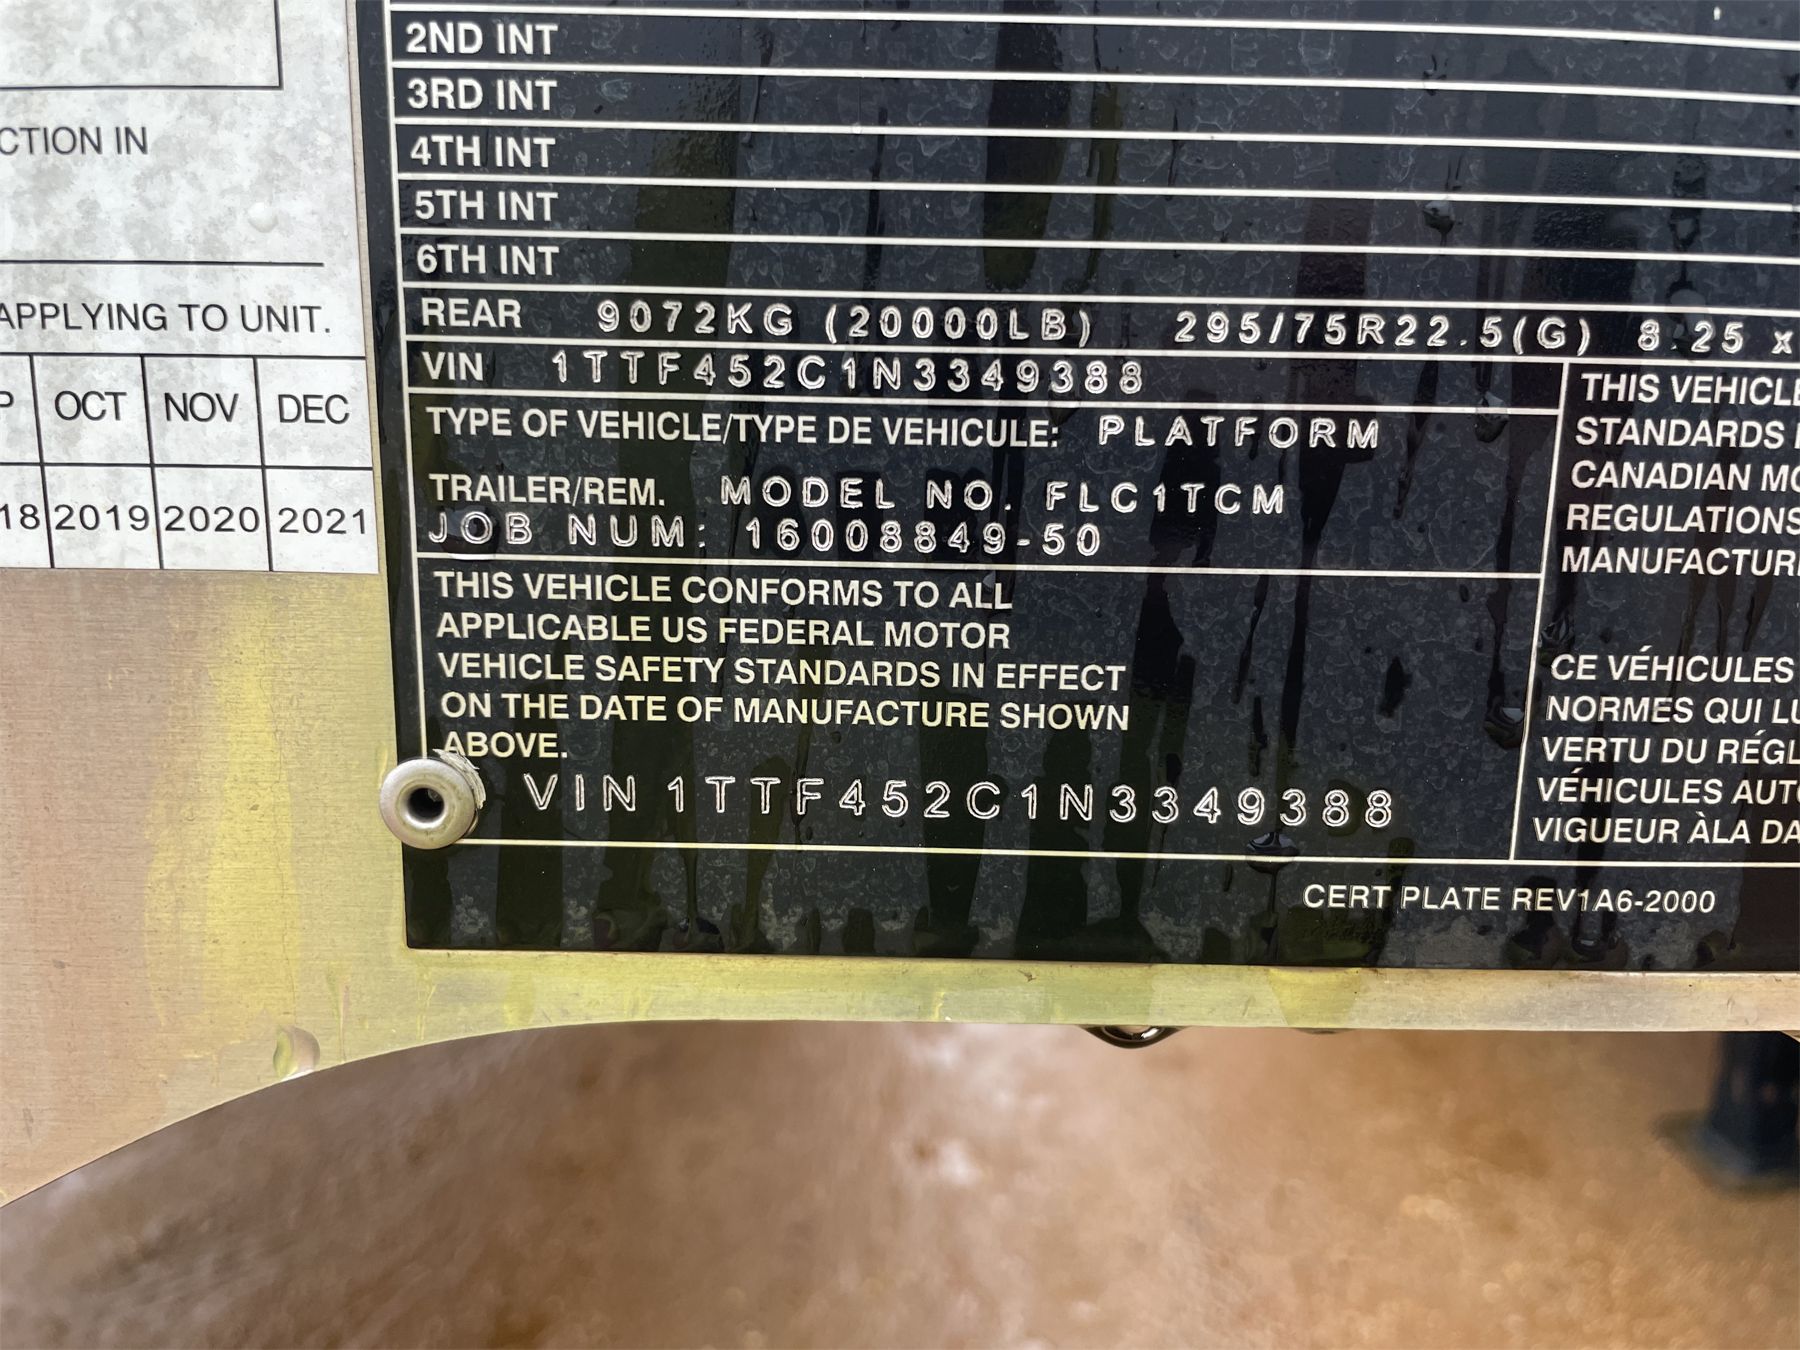 CTION IN
APPLYING TO UNIT.
P OCT NOV DEC
18 2019 2020 2021
2ND INT
3RD INT
4TH INT
5TH INT
6TH INT
REAR 9072KG (20000LB) 295/75R22.5(G) 8.25 x
VIN 1TTF452C1N3349388
TYPE OF VEHICLE/TYPE DE VEHICULE: PLATFORM
TRAILER/REM. MODEL NO. FLC1TCM
JOB NUM: 16008849-50
THIS VEHICLE CONFORMS TO ALL
APPLICABLE US FEDERAL MOTOR
VEHICLE SAFETY STANDARDS IN EFFECT
ON THE DATE OF MANUFACTURE SHOWN
ABOVE.
VIN 1TTF452C1N3349388
THIS VEHICLE
STANDARDS
CANADIAN MO
REGULATIONS
MANUFACTUR
CE VÉHICULES
NORMES QUI LU
VERTU DU RÉGL
VÉHICULES AUTO
VIGUEUR ÀLA DA
CERT PLATE REV1A6-2000